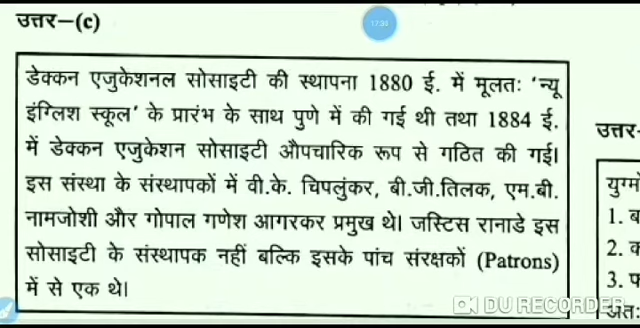 उत्तर–(c)
17:34
डेक्कन एजुकेशनल सोसाइटी की स्थापना 1880 ई. में मूलतः 'न्यू
इंग्लिश स्कूल' के प्रारंभ के साथ पुणे में की गई थी तथा 1884 ई.
में डेक्कन एजुकेशन सोसाइटी औपचारिक रूप से गठित की गई।
इस संस्था के संस्थापकों में वी.के. चिपलुंकर, बी.जी.तिलक, एम.बी.
नामजोशी और गोपाल गणेश आगरकर प्रमुख थे। जस्टिस रानाडे इस
सोसाइटी के संस्थापक नहीं बल्कि इसके पांच संरक्षकों (Patrons)
में से एक थे।
उत्तर-
1.
2.
3.
DU RECORDER